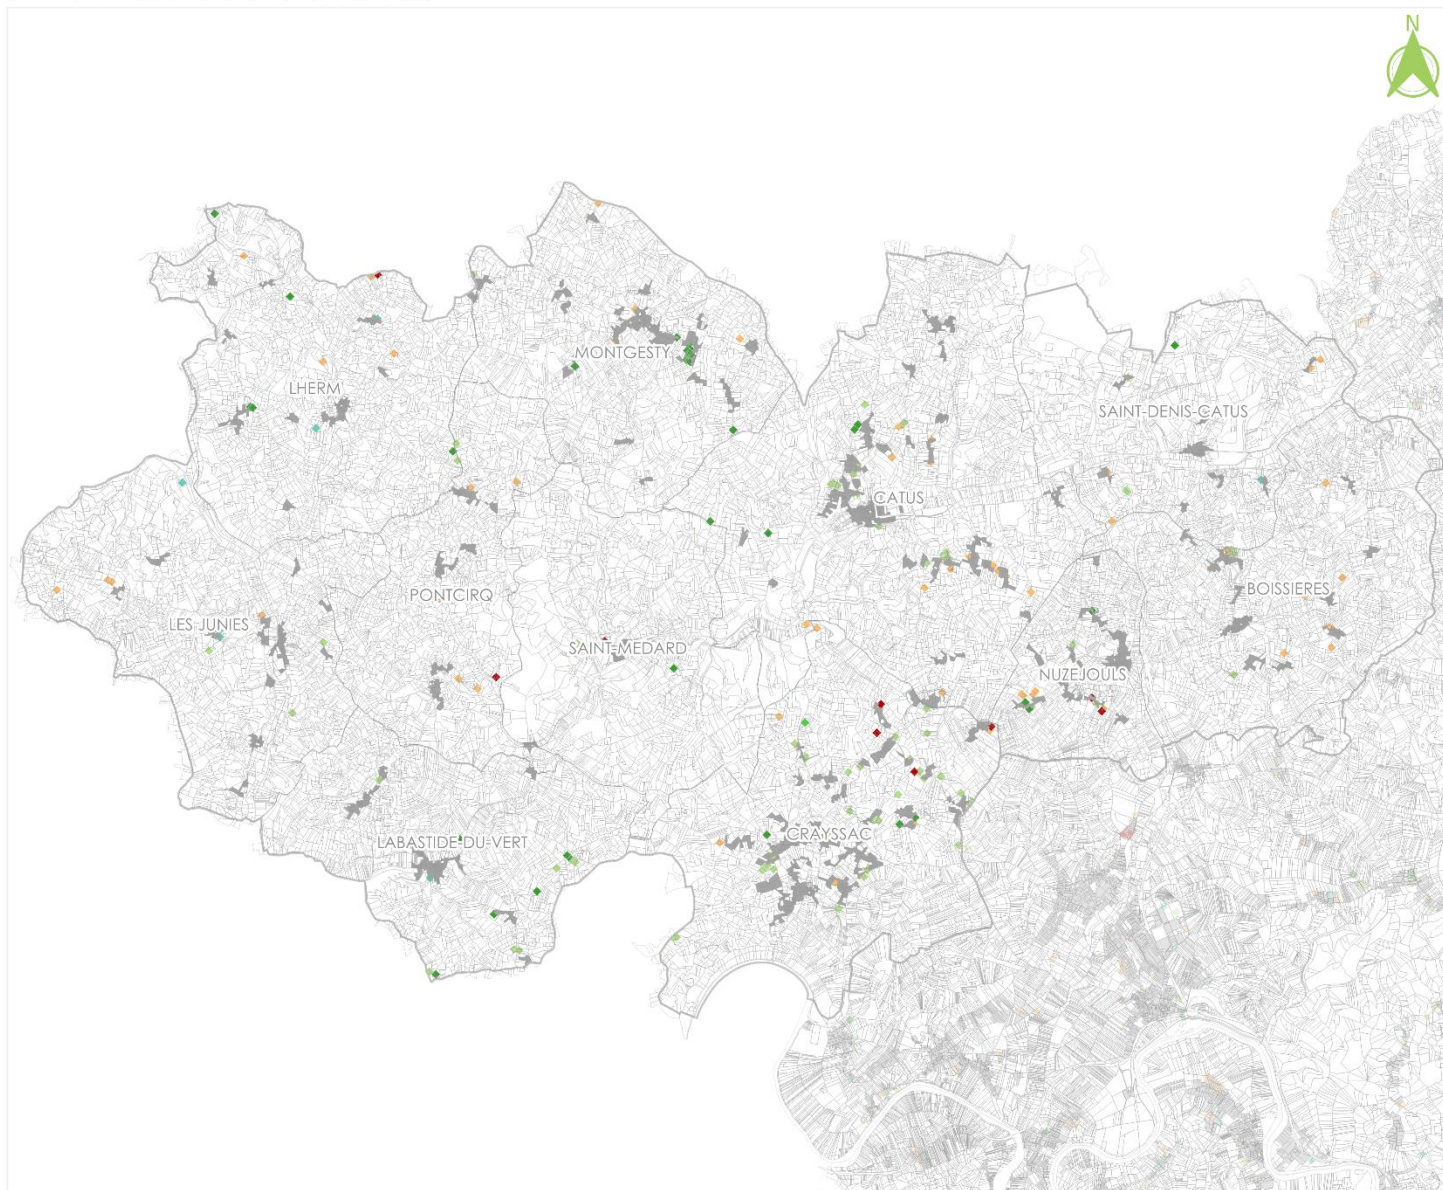 N
MONTGESTY
LHERM
SAINT-DENIS-CATUS
CATUS
BOISSIERES
PONTCIRQ
LES JUNIES
SAINT-MEDARD
NUZEJOULS
CRAYSSAC
LABASTIDE-DU-VERT